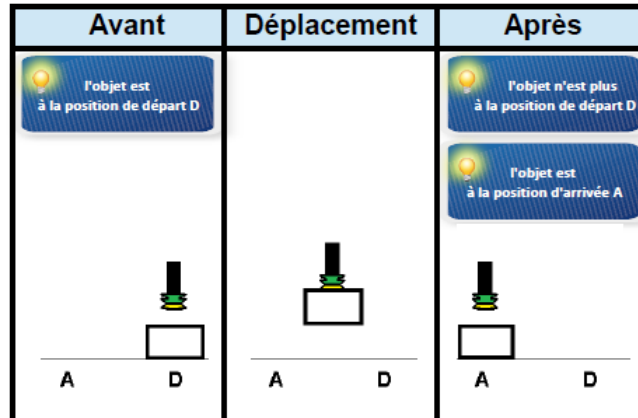 Avant
Déplacement
Après
l'objet est
à la position de départ D
l'objet n'est plus
à la position de départ D
l'objet est
à la position d'arrivée A
A D
A D
A D